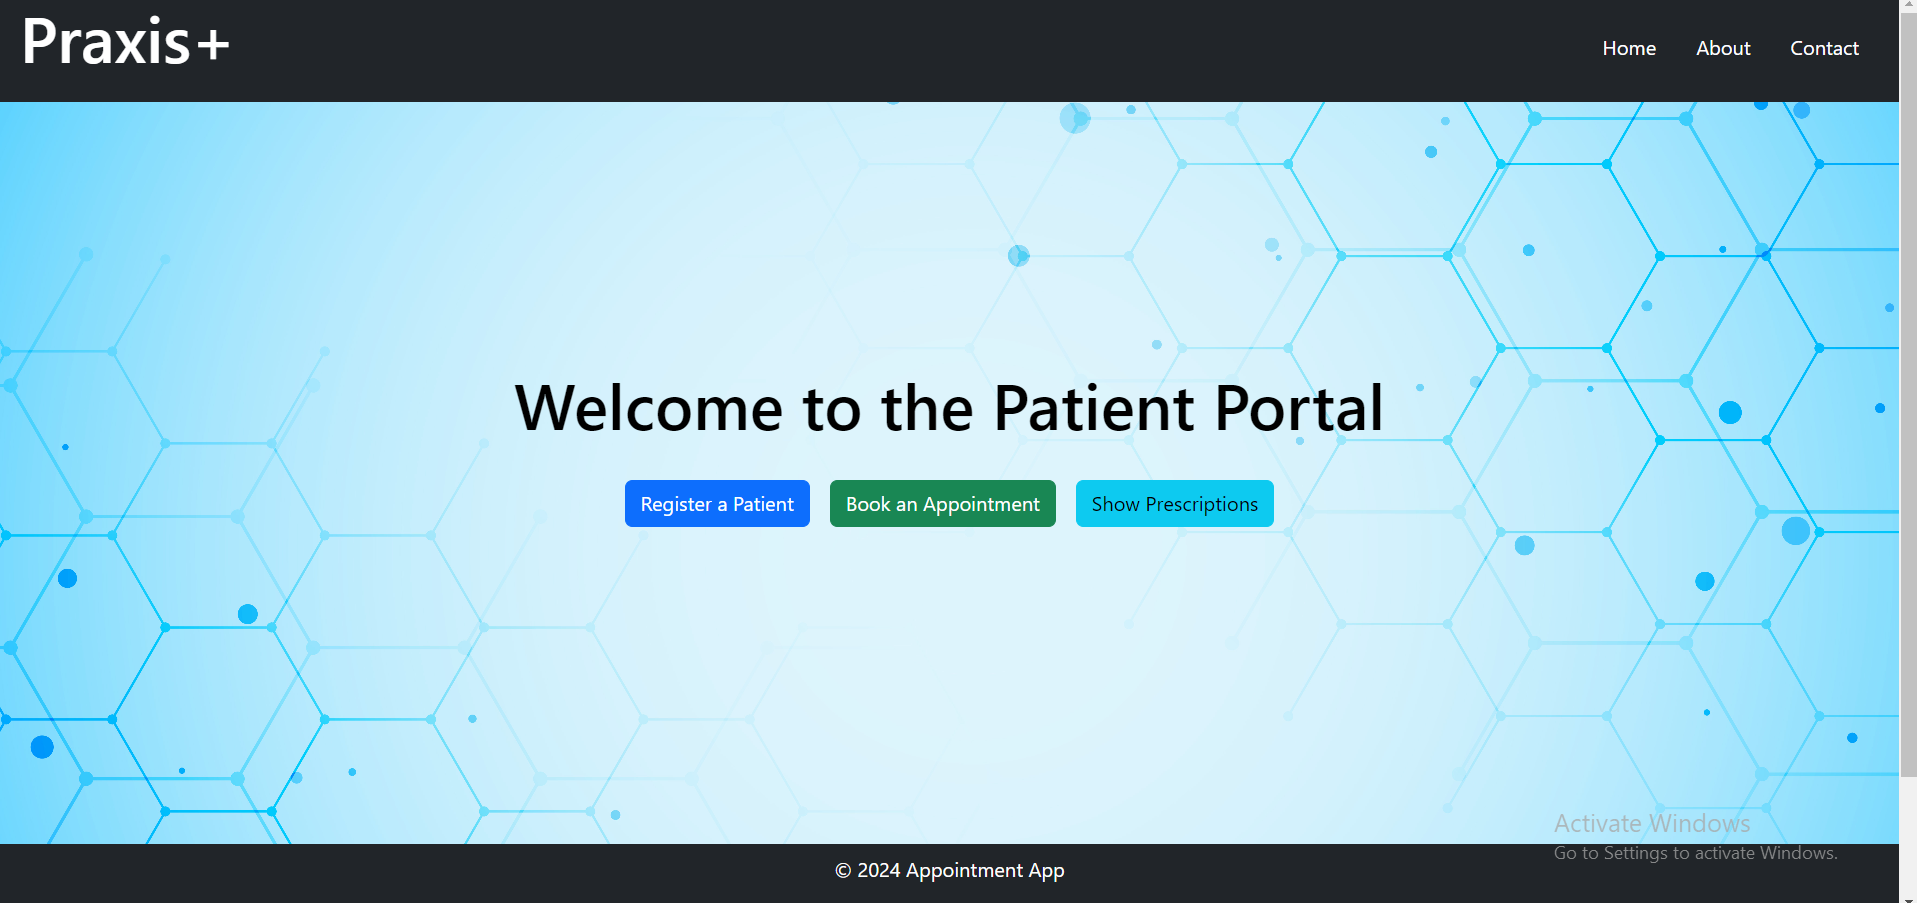 Praxis+
Home About Contact
Welcome to the Patient Portal
Register a Patient Book an Appointment Show Prescriptions
Activate Windows
Go to Settings to activate Windows.
© 2024 Appointment App